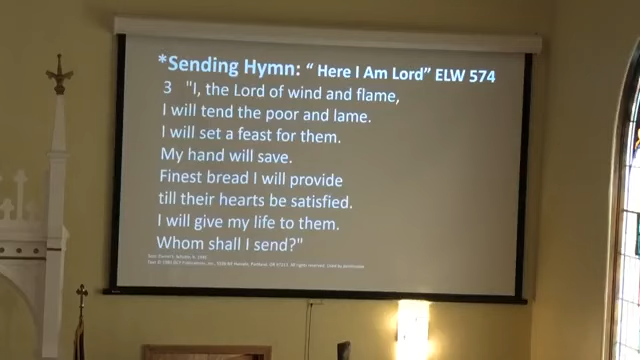 *Sending Hymn: “ Here I Am Lord” ELW 574
3 "I, the Lord of wind and flame,
I will tend the poor and lame.
I will set a feast for them.
My hand will save.
Finest bread I will provide
till their hearts be satisfied.
I will give my life to them.
Whom shall I send?"